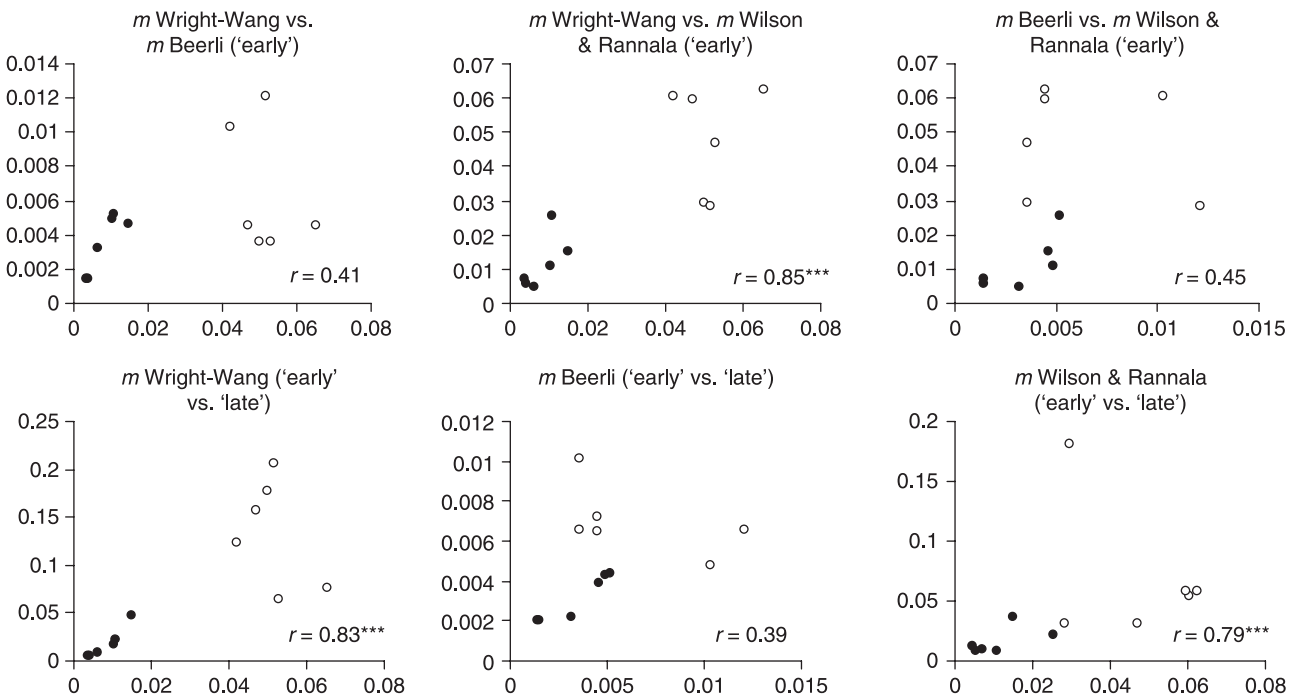 m Wright-Wang vs.
m Beerli (‘early’)
0.014
0.012
0.01
0.008
0.006
0.004
0.002
0
r = 0.41
0 0.02 0.04 0.06 0.08
m Wright-Wang vs. m Wilson
& Rannala (‘early’)
0.07
0.06
0.05
0.04
0.03
0.02
0.01
0
r = 0.85***
0 0.02 0.04 0.06 0.08
m Beerli vs. m Wilson &
Rannala (‘early’)
0.07
0.06
0.05
0.04
0.03
0.02
0.01
0
r = 0.45
0 0.005 0.01 0.015
m Wright-Wang (‘early’
vs. ‘late’)
0.25
0.2
0.15
0.1
0.05
0
r = 0.83***
0 0.02 0.04 0.06 0.08
m Beerli (‘early’ vs. ‘late’)
0.012
0.01
0.008
0.006
0.004
0.002
0
r = 0.39
0 0.005 0.01 0.015
m Wilson & Rannala
(‘early’ vs. ‘late’)
0.2
0.15
0.1
0.05
0
r = 0.79***
0 0.02 0.04 0.06 0.08